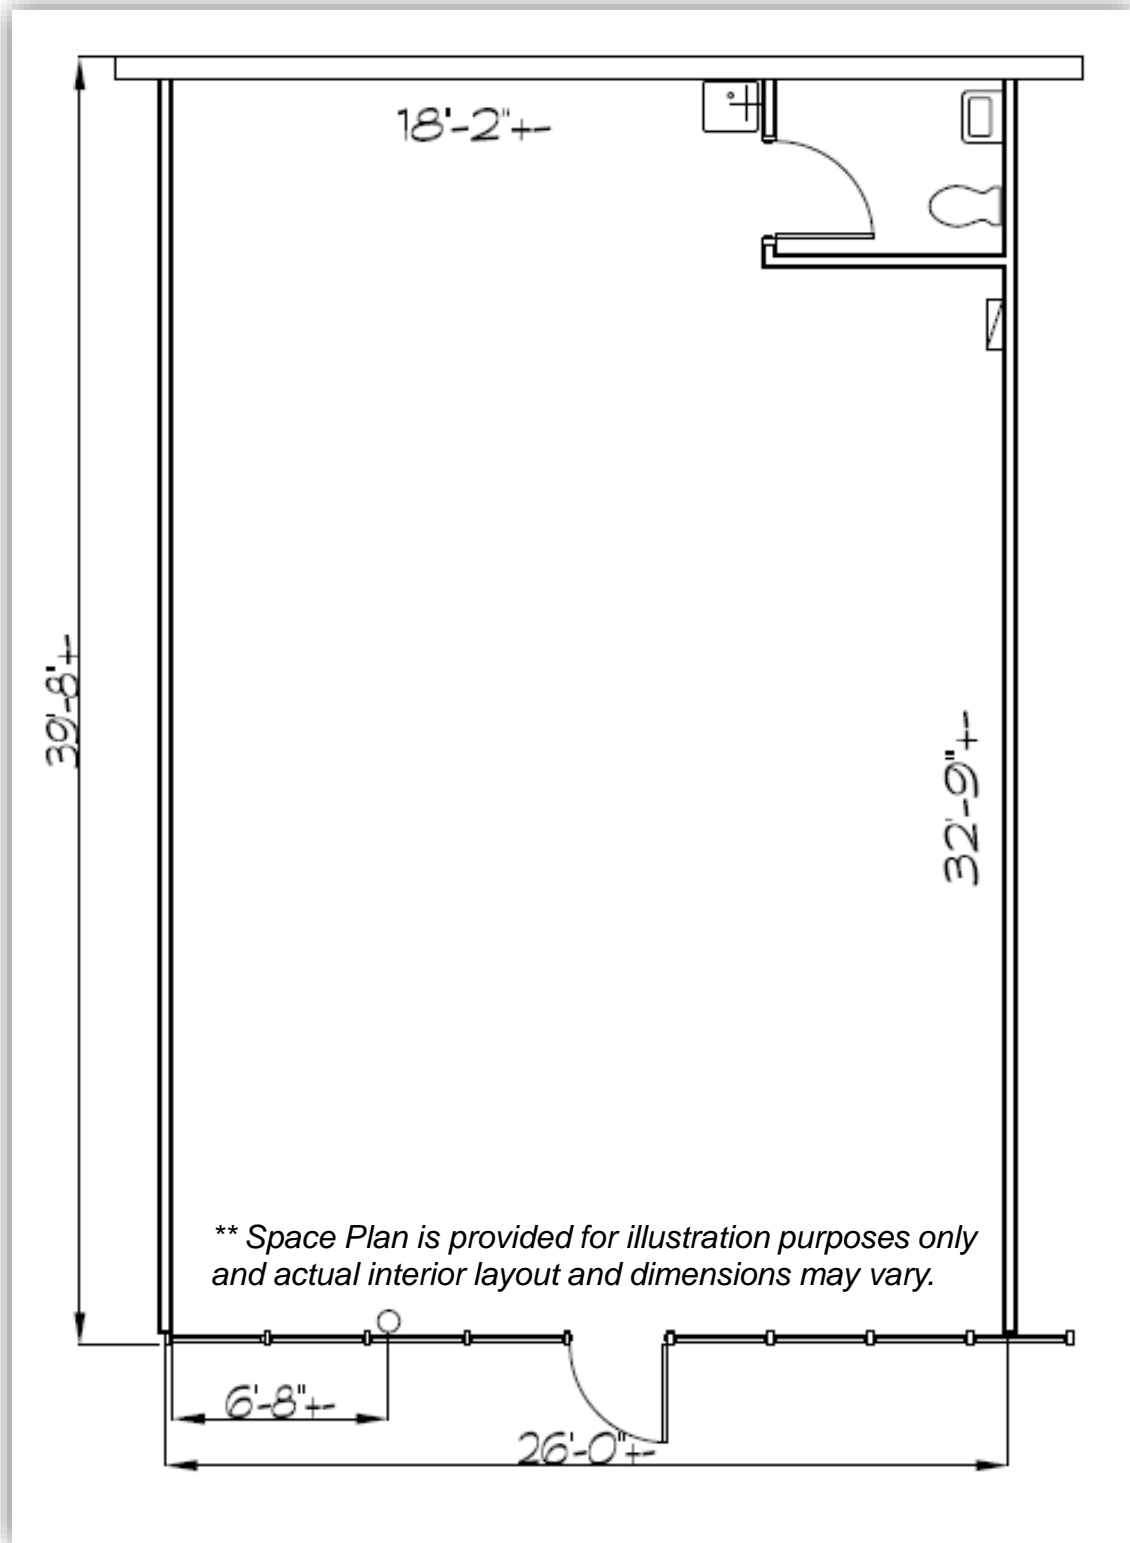 18'-2"+-
39'-8"+-
32'-9"+-
** Space Plan is provided for illustration purposes only
and actual interior layout and dimensions may vary.
6'-8"+-
26'-0"+-